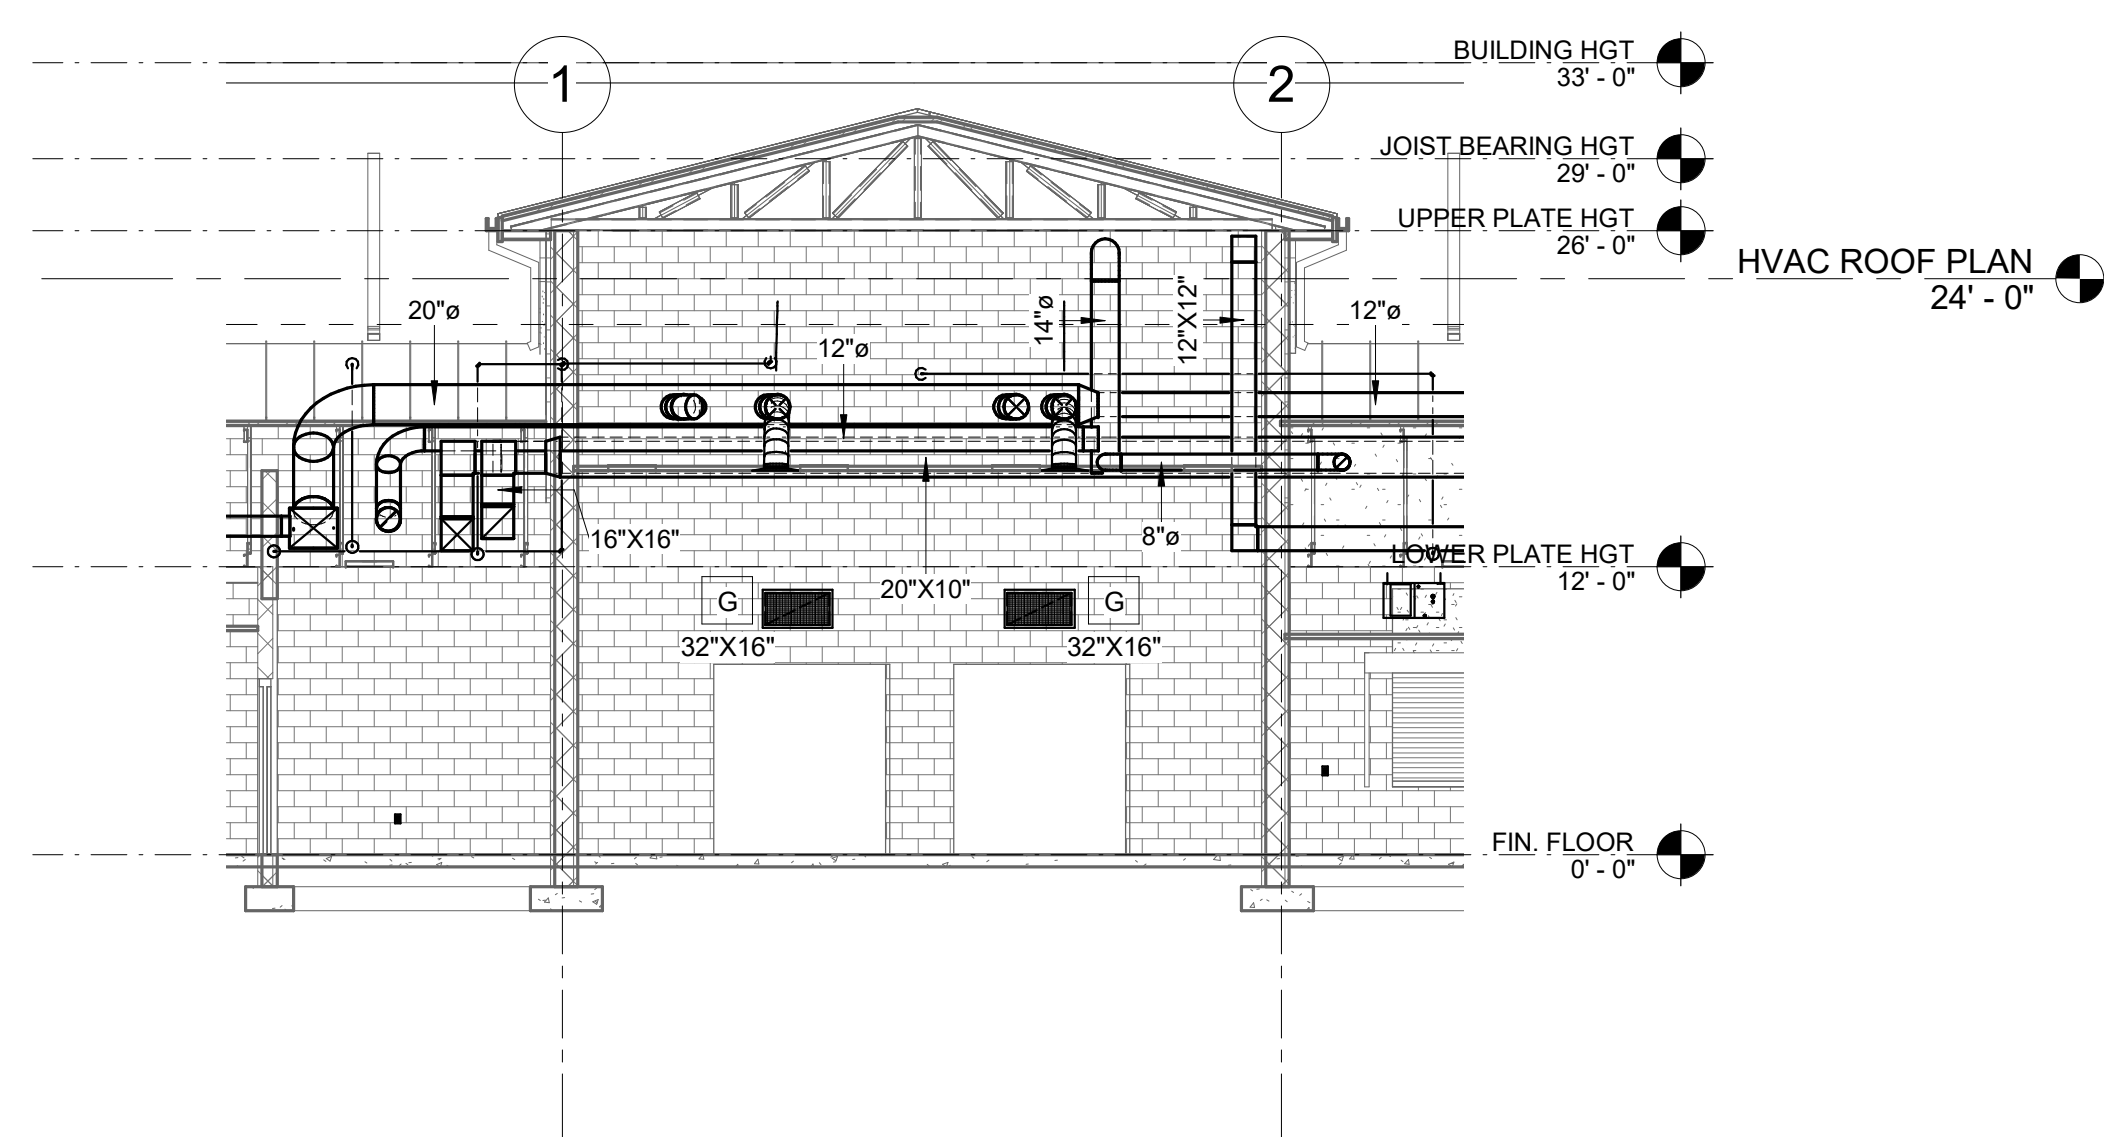 1
2
BUILDING HGT
33' - 0"
JOIST BEARING HGT
29' - 0"
UPPER PLATE HGT
26' - 0"
HVAC ROOF PLAN
24' - 0"
20"ø
12"ø
14"ø
12"X12"
12"ø
16"X16"
8"ø
20"X10"
LOWER PLATE HGT
12' - 0"
G
G
32"X16"
32"X16"
FIN. FLOOR
0' - 0"